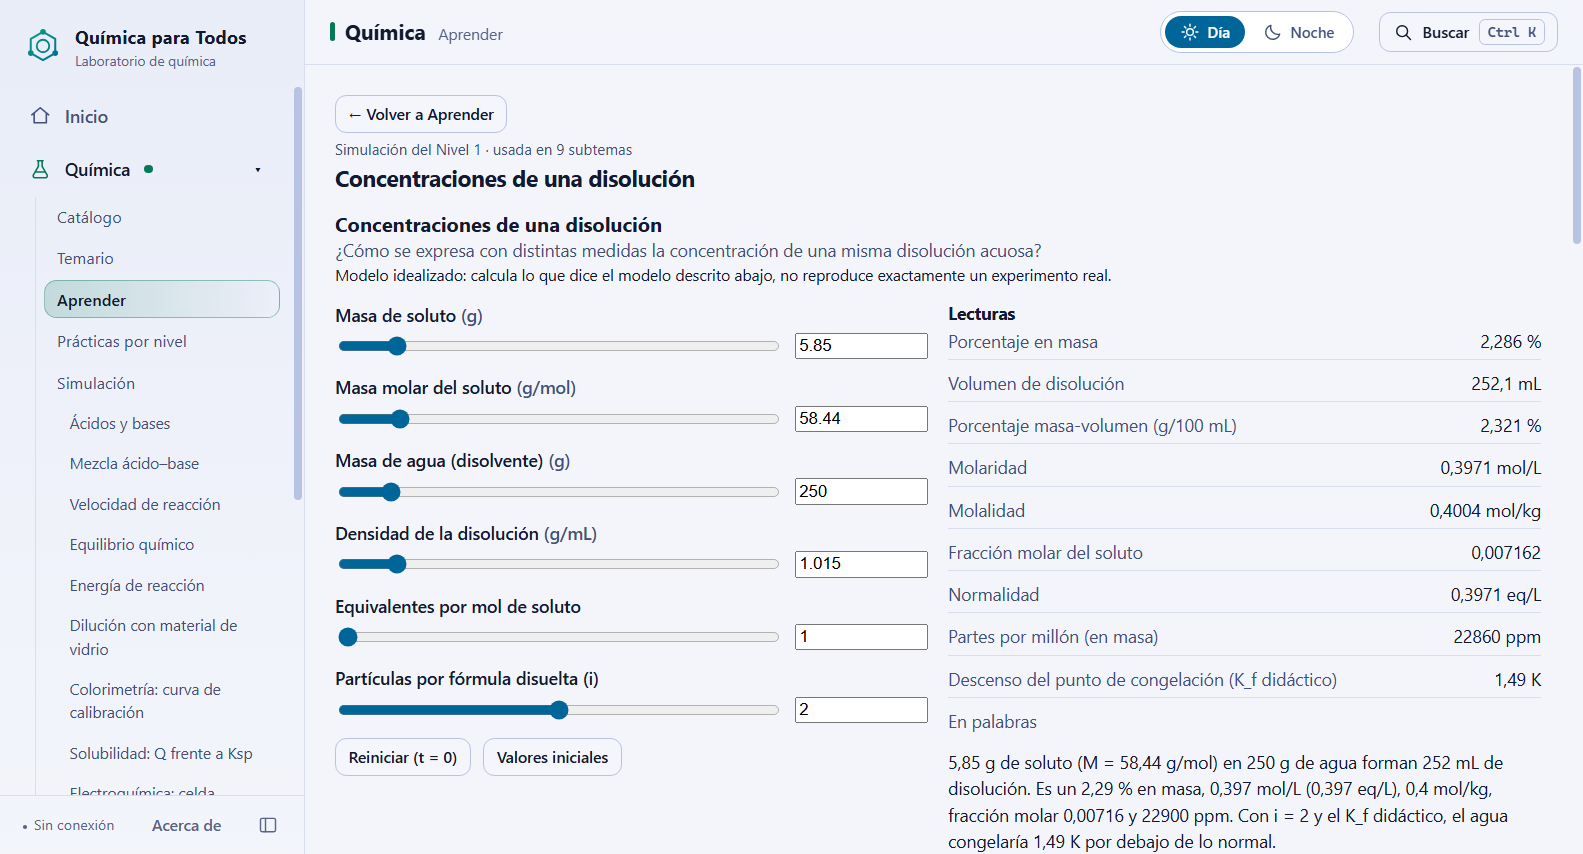 Química para Todos
Laboratorio de química
Inicio
Química
Catálogo
Temario
Aprender
Prácticas por nivel
Simulación
Ácidos y bases
Mezcla ácido–base
Velocidad de reacción
Equilibrio químico
Energía de reacción
Dilución con material de
vidrio
Colorimetría: curva de
calibración
Solubilidad: Q frente a Ksp
Electroquímica: celda
Sin conexión
Acerca de
Química Aprender
Día
Noche
Buscar Ctrl K
← Volver a Aprender
Simulación del Nivel 1 · usada en 9 subtemas
Concentraciones de una disolución
Concentraciones de una disolución
¿Cómo se expresa con distintas medidas la concentración de una misma disolución acuosa?
Modelo idealizado: calcula lo que dice el modelo descrito abajo, no reproduce exactamente un experimento real.
Masa de soluto (g)
5.85
Masa molar del soluto (g/mol)
58.44
Masa de agua (disolvente) (g)
250
Densidad de la disolución (g/mL)
1.015
Equivalentes por mol de soluto
1
Partículas por fórmula disuelta (i)
2
Reiniciar (t = 0)
Valores iniciales
Lecturas
Porcentaje en masa 2,286 %
Volumen de disolución 252,1 mL
Porcentaje masa-volumen (g/100 mL) 2,321 %
Molaridad 0,3971 mol/L
Molalidad 0,4004 mol/kg
Fracción molar del soluto 0,007162
Normalidad 0,3971 eq/L
Partes por millón (en masa) 22860 ppm
Descenso del punto de congelación (K_f didáctico) 1,49 K
En palabras
5,85 g de soluto (M = 58,44 g/mol) en 250 g de agua forman 252 mL de
disolución. Es un 2,29 % en masa, 0,397 mol/L (0,397 eq/L), 0,4 mol/kg,
fracción molar 0,00716 y 22900 ppm. Con i = 2 y el K_f didáctico, el agua
congelaría 1,49 K por debajo de lo normal.